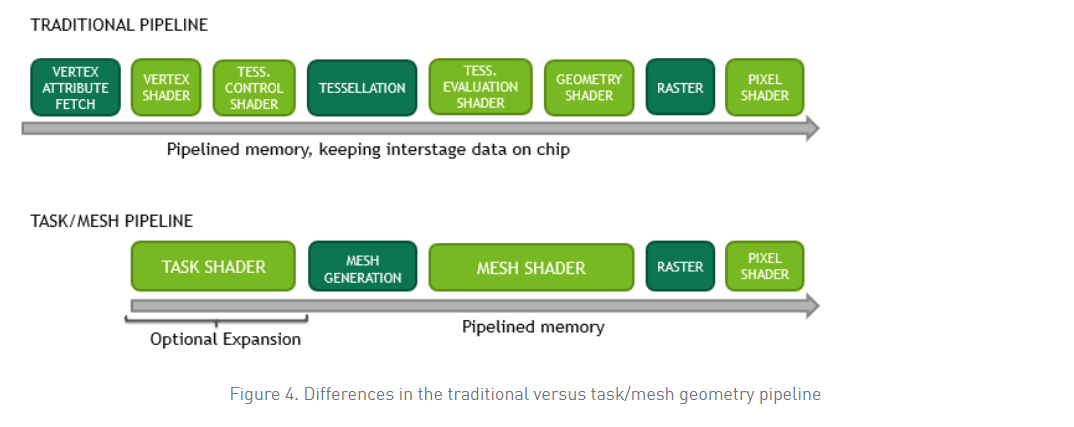 TRADITIONAL PIPELINE
VERTEX
ATTRIBUTE
FETCH
VERTEX
SHADER
TESS.
CONTROL
SHADER
TESSELLATION
TESS.
EVALUATION
SHADER
GEOMETRY
SHADER
RASTER
PIXEL
SHADER
Pipelined memory, keeping interstage data on chip
TASK/MESH PIPELINE
TASK SHADER
MESH
GENERATION
MESH SHADER
RASTER
PIXEL
SHADER
Optional Expansion
Pipelined memory
Figure 4. Differences in the traditional versus task/mesh geometry pipeline